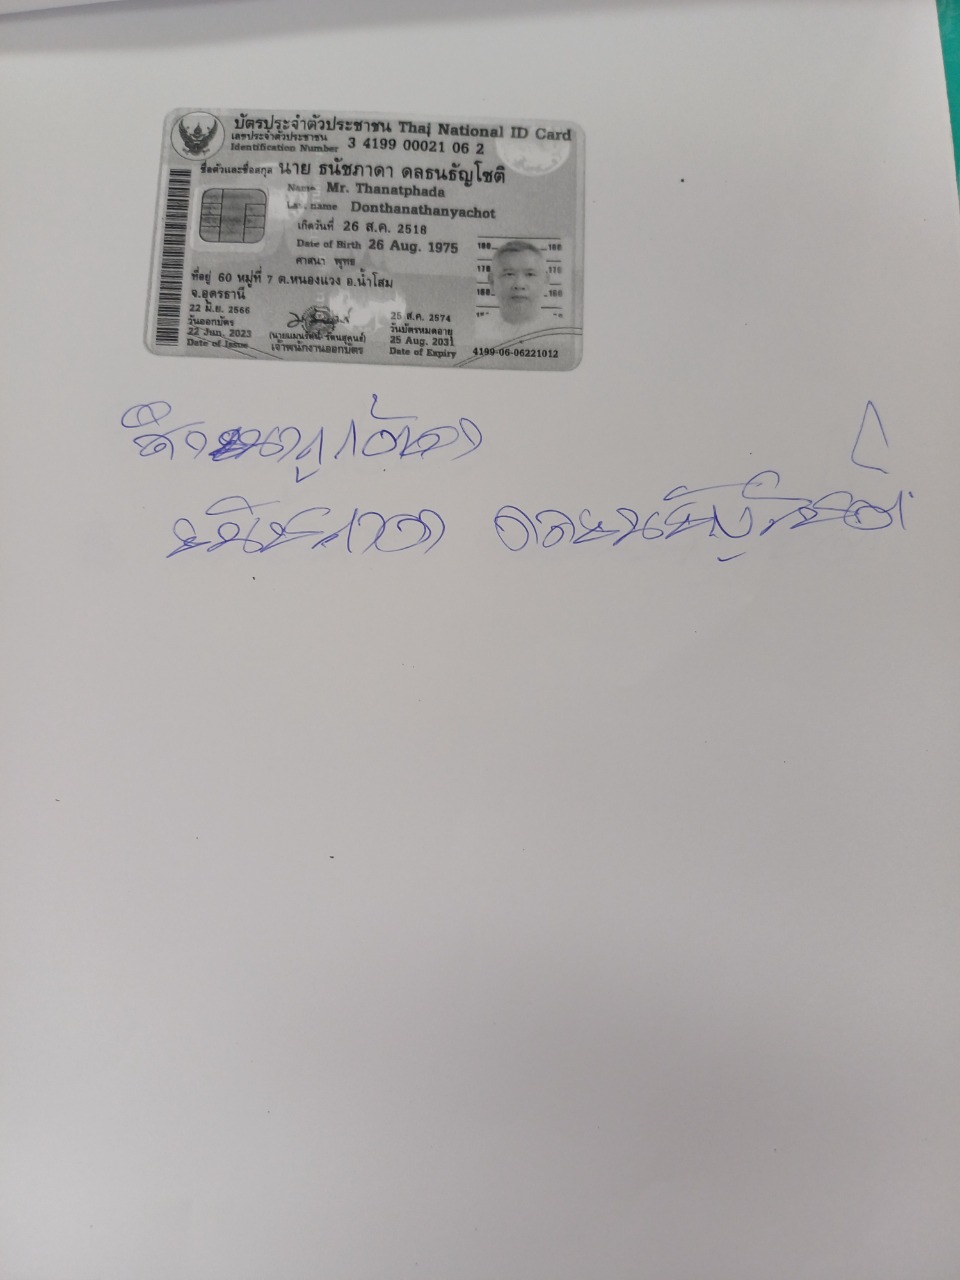 บัตรประจำตัวประชาชน Thai National ID Card
เลขประจำตัวประชาชน
Identification Number 3 4199 00021 06 2
ชื่อตัวและชื่อสกุล นาย ธนัชภาดา ดลธนธัญโชติ
Name Mr. Thanatphada
Last name Donthanathanyachot
เกิดวันที่ 26 ส.ค. 2518
Date of Birth 26 Aug. 1975
ศาสนา พุทธ
ที่อยู่ 60 หมู่ที่ 7 ต.หนองแวง อ.น้ำโสม
จ.อุดรธานี
22 มิ.ย. 2566
วันออกบัตร
22 Jun. 2023
Date of Issue
เจ้าพนักงานออกบัตร
25 ส.ค. 2574
วันบัตรหมดอายุ
25 Aug. 2031
Date of Expiry
180 180
170 170
160 160
4199-06-06221012
สำเนาถูกต้อง
ธนัชภาดา ดลธนธัญโชติ